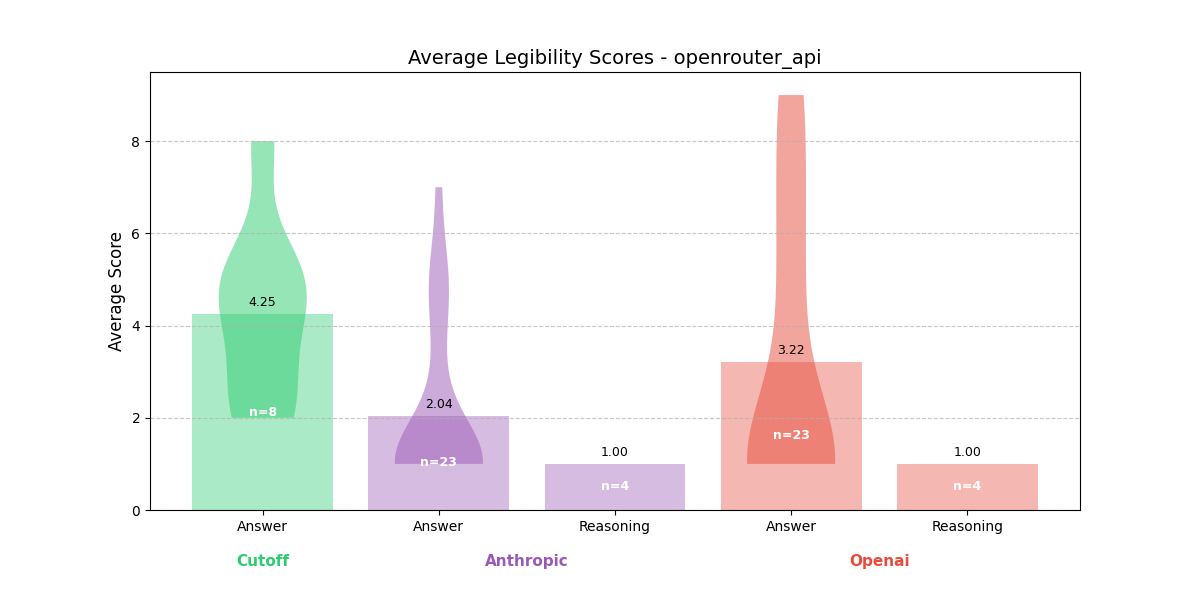 Average Legibility Scores - openrouter_api
Average Score
8
6
4
2
0
4.25
n=8
2.04
n=23
1.00
n=4
3.22
n=23
1.00
n=4
Answer Answer Reasoning Answer Reasoning
Cutoff Anthropic Openai